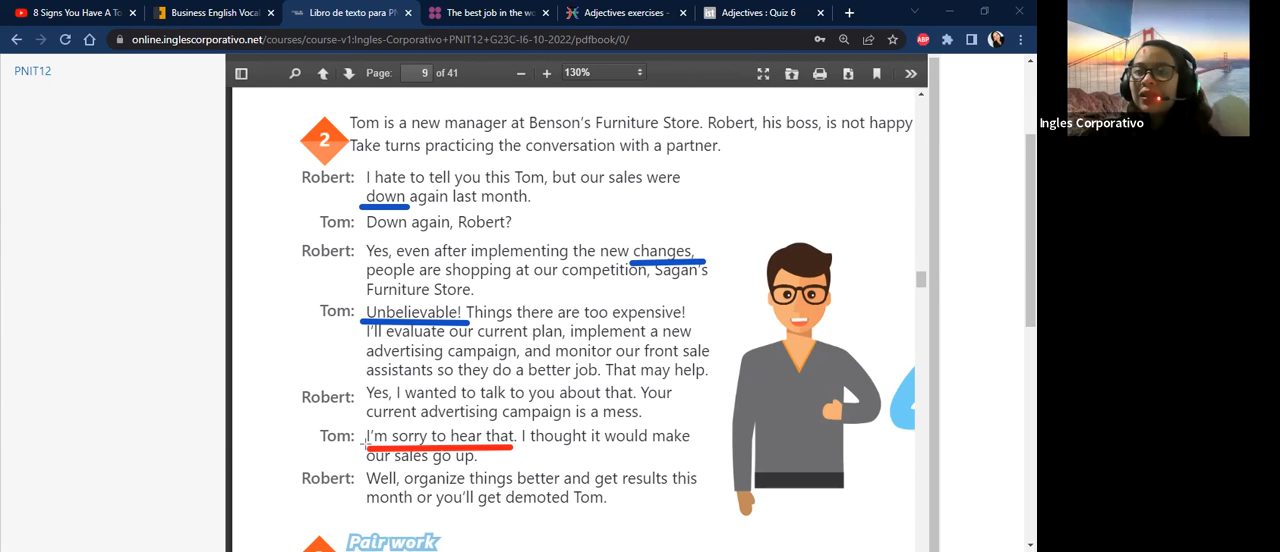 8 Signs You Have A To
Business English Vocal
Libro de texto para PN
The best job in the wo
Adjectives exercises -
Adjectives : Quiz 6
online.inglescorporativo.net/courses/course-v1:Ingles-Corporativo+PNIT12+G23C-I6-10-2022/pdfbook/0/
ABP
PNIT12
Page: 9 of 41
130%
Ingles Corporativo
2
Tom is a new manager at Benson's Furniture Store. Robert, his boss, is not happy
Take turns practicing the conversation with a partner.
Robert: I hate to tell you this Tom, but our sales were
down again last month.
Tom: Down again, Robert?
Robert: Yes, even after implementing the new changes,
people are shopping at our competition, Sagan's
Furniture Store.
Tom: Unbelievable! Things there are too expensive!
I'll evaluate our current plan, implement a new
advertising campaign, and monitor our front sale
assistants so they do a better job. That may help.
Robert: Yes, I wanted to talk to you about that. Your
current advertising campaign is a mess.
Tom: I'm sorry to hear that. I thought it would make
our sales go up.
Robert: Well, organize things better and get results this
month or you'll get demoted Tom.
Pair work